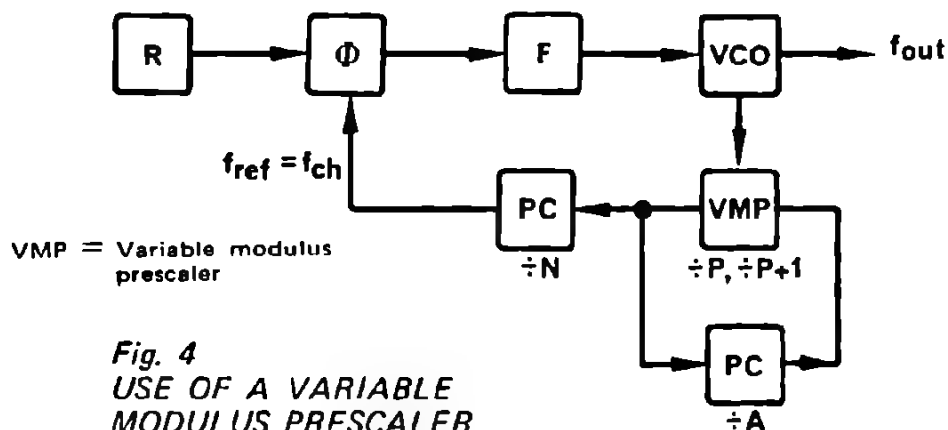 R
Φ
F
VCO
fout
fref = fch
PC
VMP
÷N
÷P, ÷P+1
VMP = Variable modulus
prescaler
PC
÷A
Fig. 4
USE OF A VARIABLE
MODULUS PRESCALER